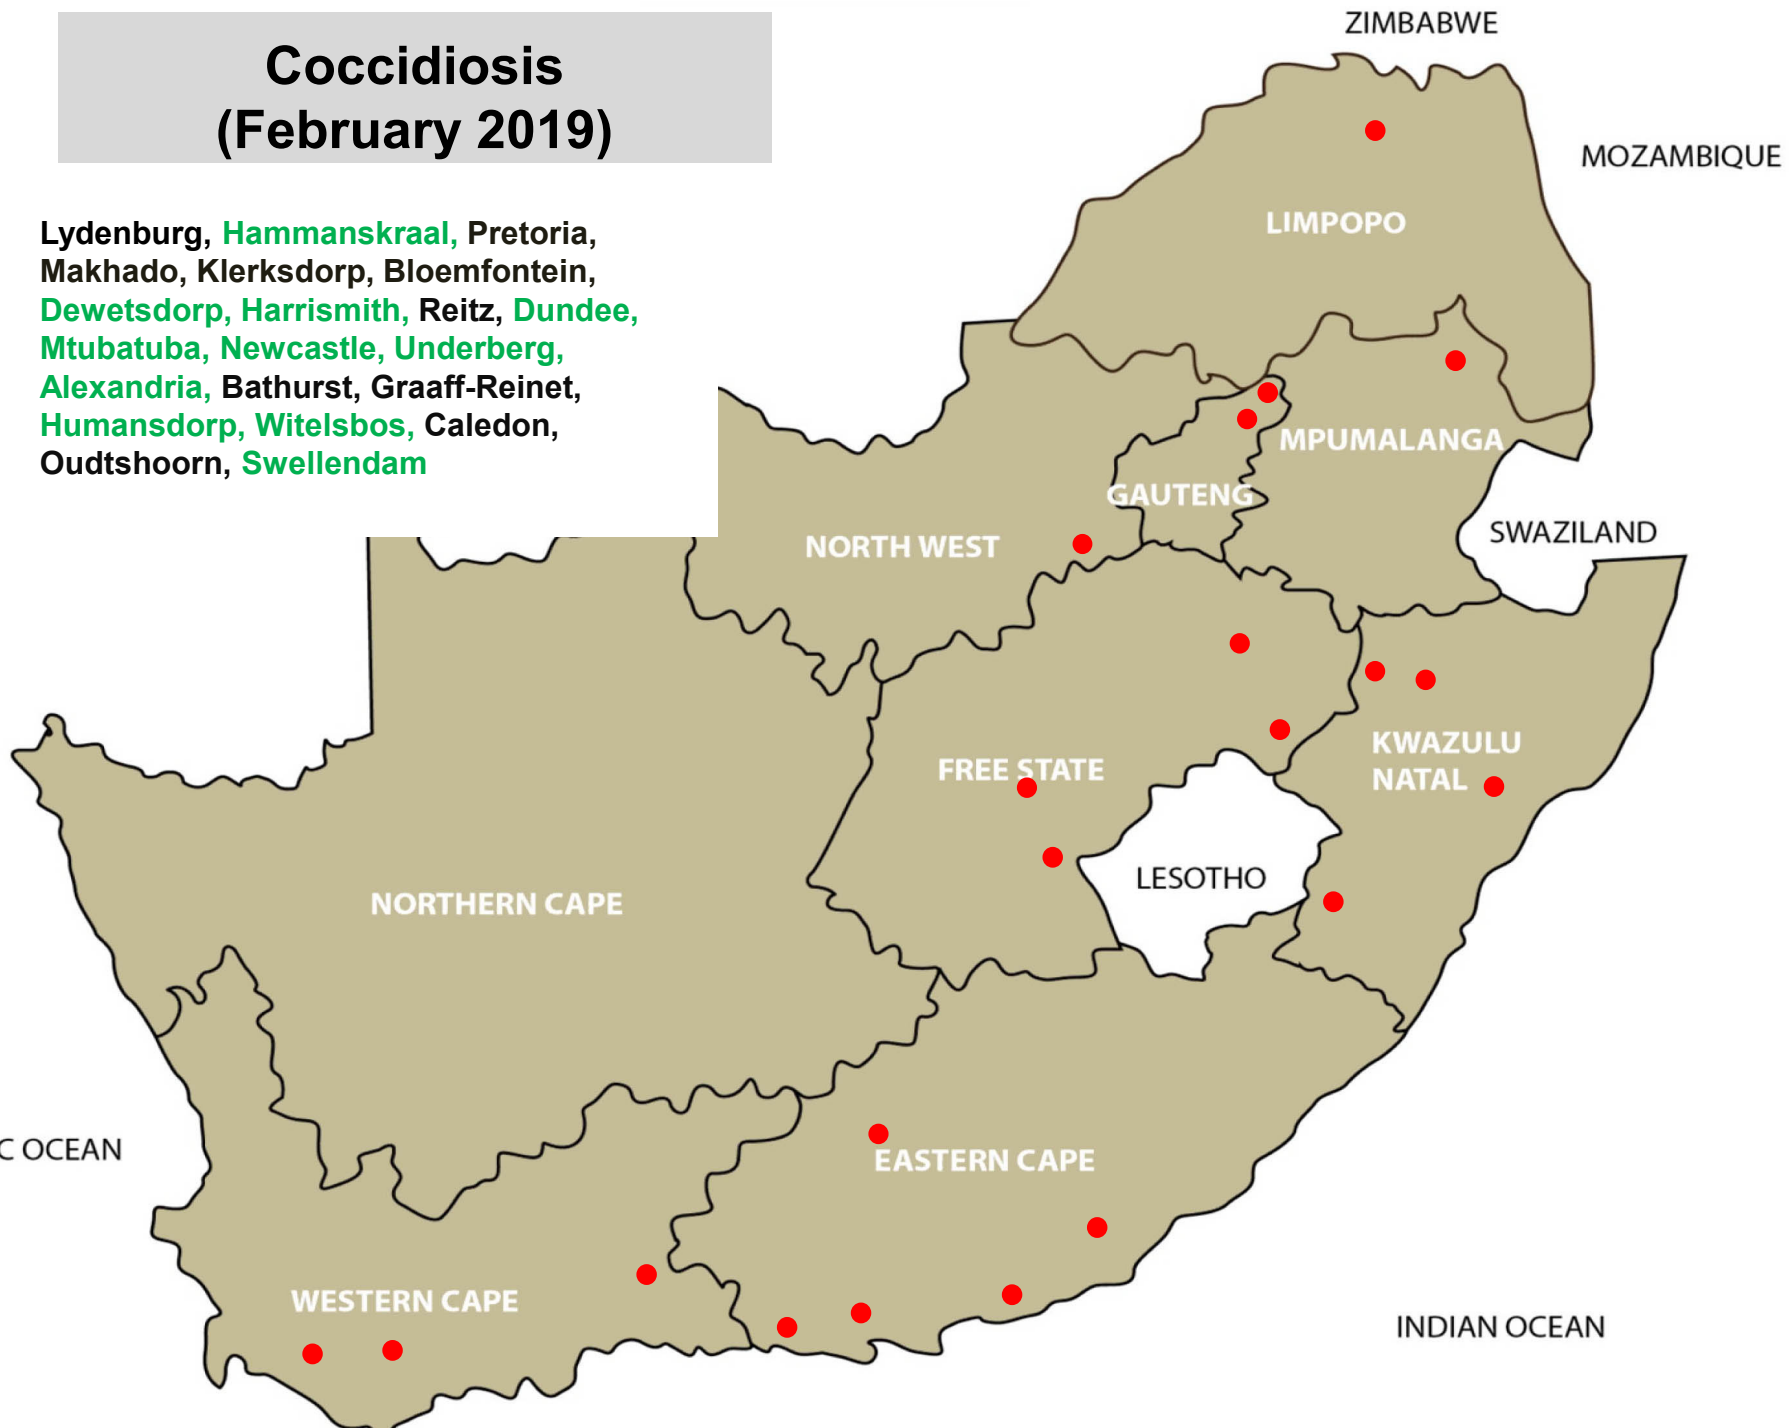 Coccidiosis
(February 2019)
Lydenburg, Hammanskraal, Pretoria,
Makhado, Klerksdorp, Bloemfontein,
Dewetsdorp, Harrismith, Reitz, Dundee,
Mtubatuba, Newcastle, Underberg,
Alexandria, Bathurst, Graaff-Reinet,
Humansdorp, Witelsbos, Caledon,
Oudtshoorn, Swellendam
ZIMBABWE
MOZAMBIQUE
LIMPOPO
MPUMALANGA
GAUTENG
SWAZILAND
NORTH WEST
KWAZULU
NATAL
FREE STATE
LESOTHO
NORTHERN CAPE
C OCEAN
EASTERN CAPE
WESTERN CAPE
INDIAN OCEAN